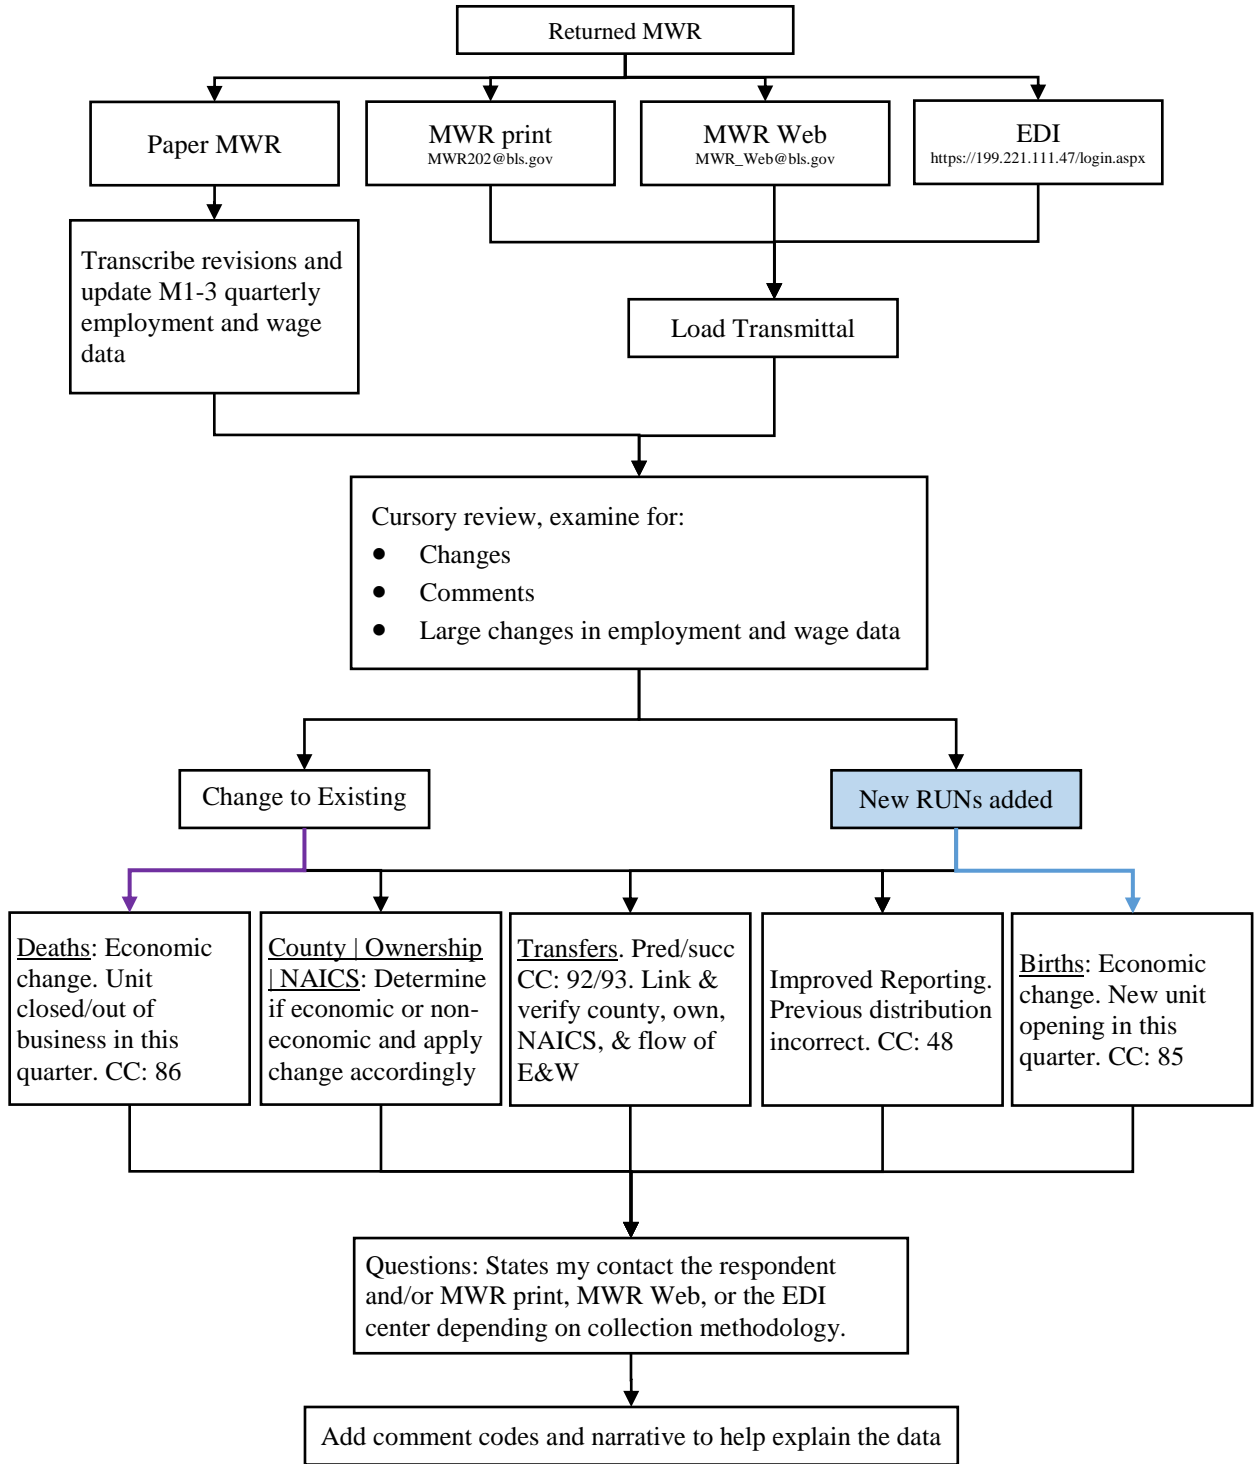 Returned MWR
Paper MWR
MWR print
MWR202@bls.gov
MWR Web
MWR_Web@bls.gov
EDI
https://199.221.111.47/login.aspx
Transcribe revisions and
update M1-3 quarterly
employment and wage
data
Load Transmittal
Cursory review, examine for:
● Changes
● Comments
● Large changes in employment and wage data
Change to Existing
New RUNs added
Deaths: Economic
change. Unit
closed/out of
business in this
quarter. CC: 86
County | Ownership
| NAICS: Determine
if economic or non-
economic and apply
change accordingly
Transfers. Pred/succ
CC: 92/93. Link &
verify county, own,
NAICS, & flow of
E&W
Improved Reporting.
Previous distribution
incorrect. CC: 48
Births: Economic
change. New unit
opening in this
quarter. CC: 85
Questions: States my contact the respondent
and/or MWR print, MWR Web, or the EDI
center depending on collection methodology.
Add comment codes and narrative to help explain the data